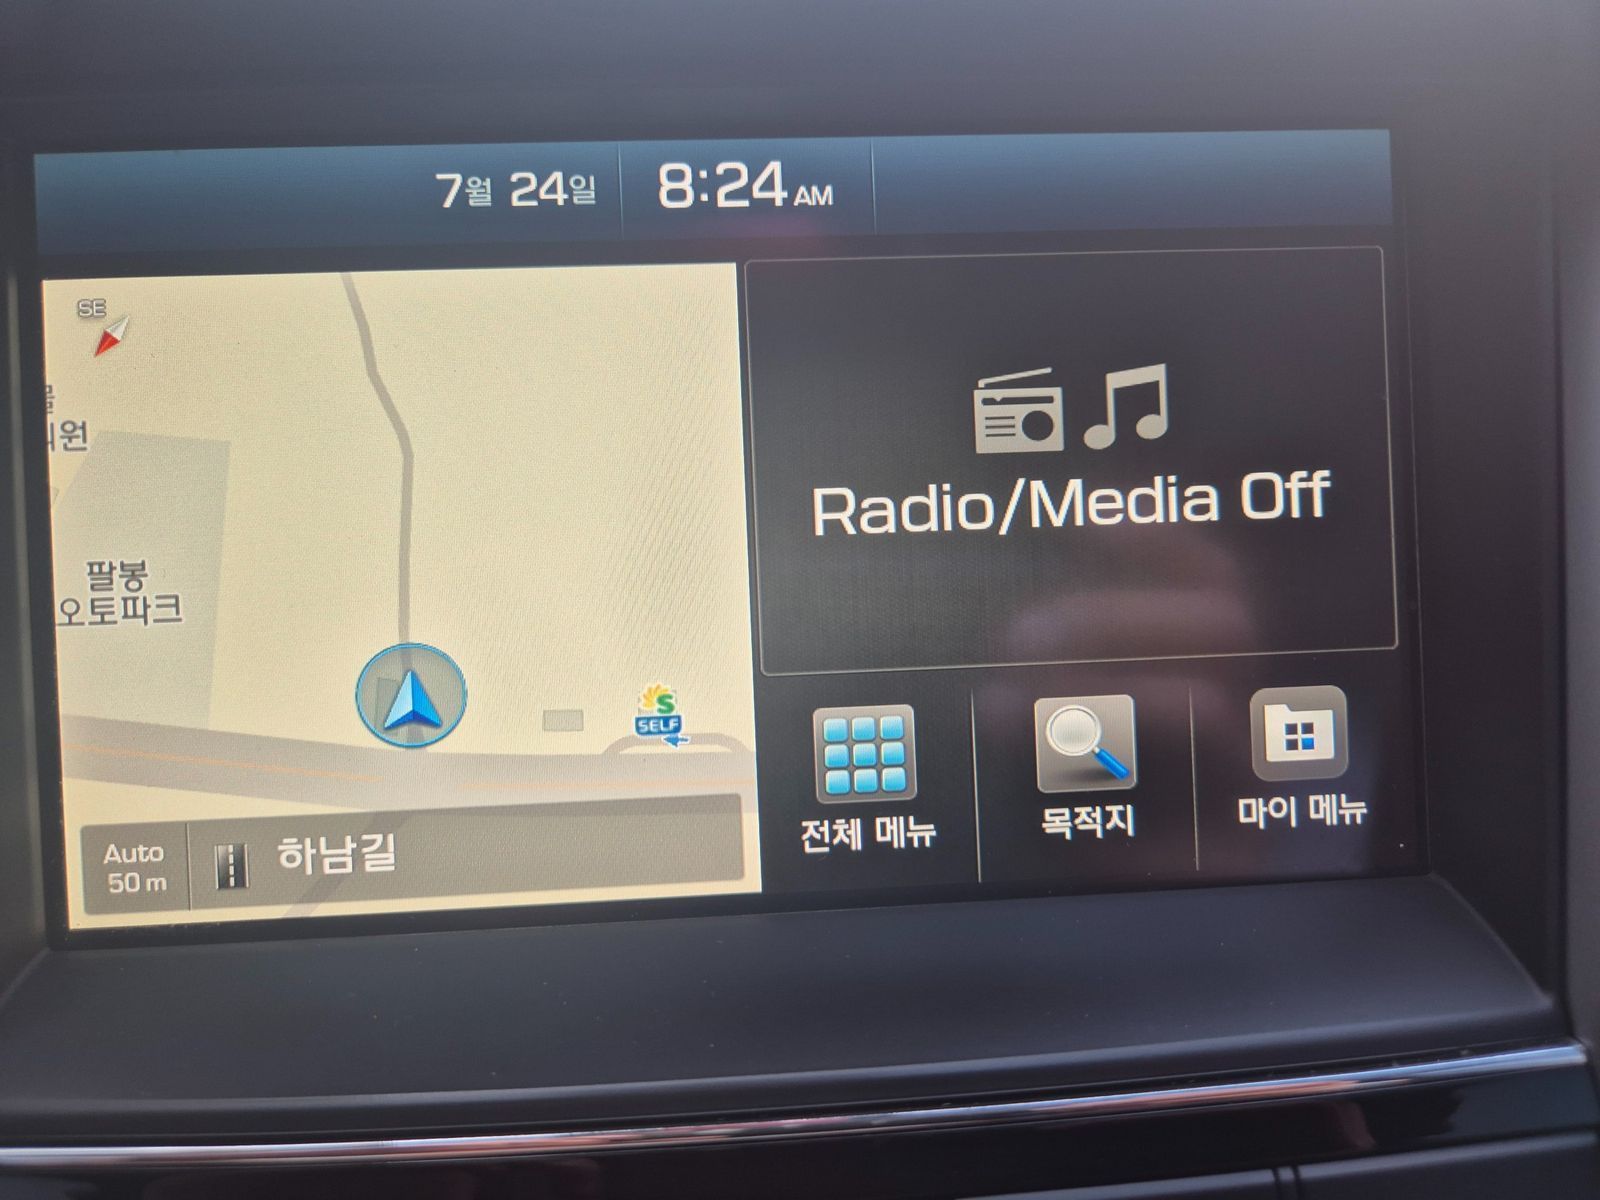 7월 24일
8:24 AM
SE
원
팔봉
오토파크
S
SELF
Auto
50 m
하남길
Radio/Media Off
전체 메뉴
목적지
마이 메뉴